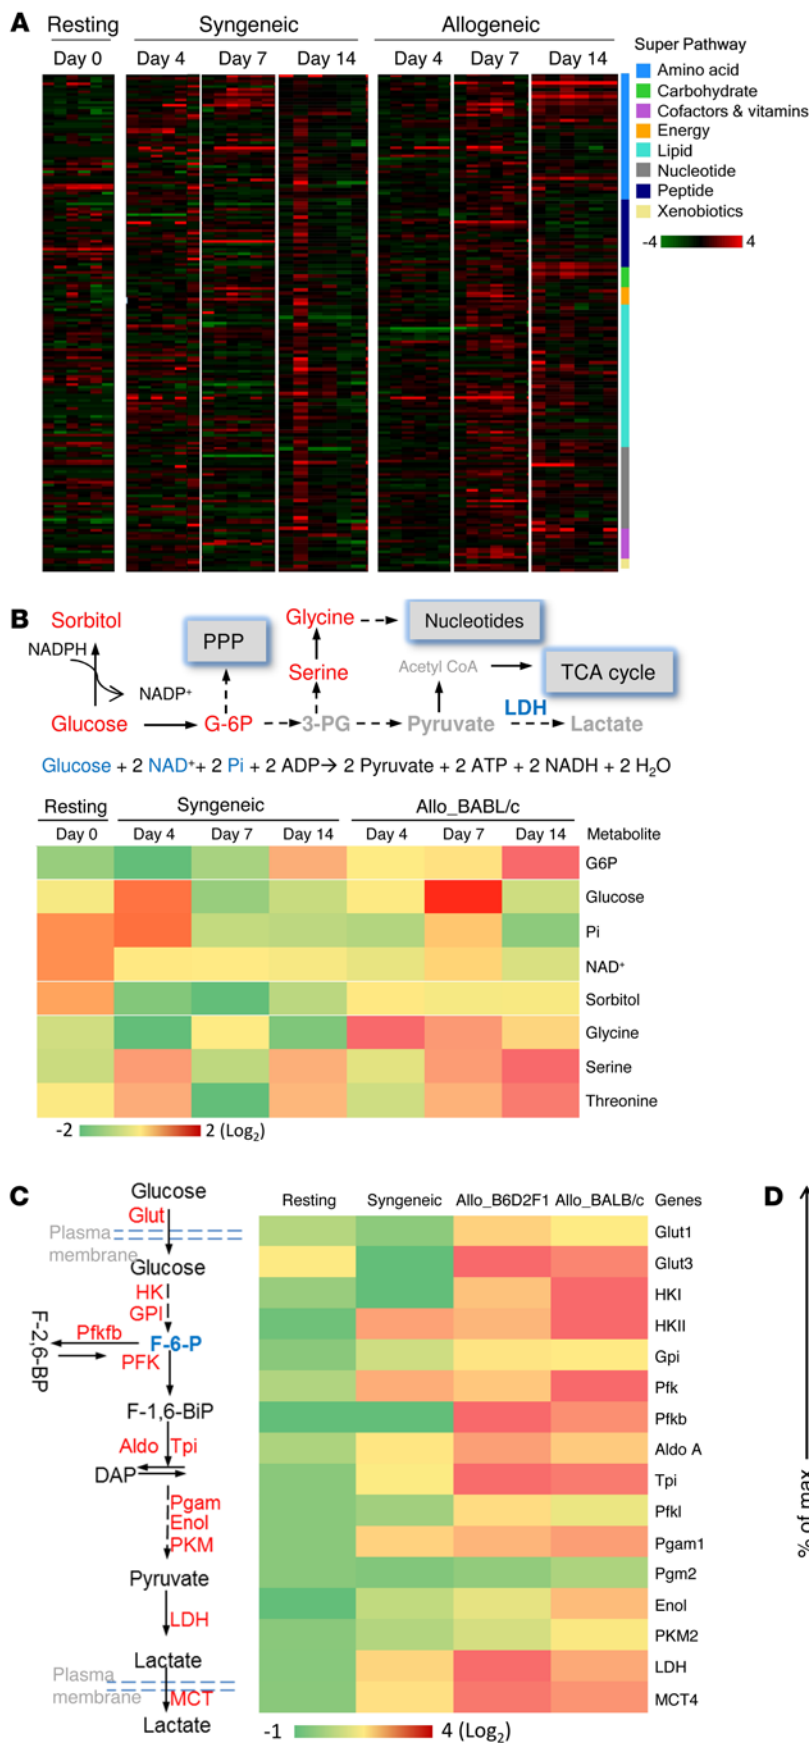 A
Resting Syngeneic Allogeneic
Day 0 Day 4 Day 7 Day 14 Day 4 Day 7 Day 14
Super Pathway
Amino acid
Carbohydrate
Cofactors & vitamins
Energy
Lipid
Nucleotide
Peptide
Xenobiotics
-4 4
B
Sorbitol
NADPH
NADP+
Glucose
PPP
G-6P
Glycine
Serine
3-PG
Nucleotides
Acetyl CoA
TCA cycle
Pyruvate
LDH
Lactate
Glucose + 2 NAD⁺+ 2 Pi + 2 ADP→ 2 Pyruvate + 2 ATP + 2 NADH + 2 H₂O
Resting Syngeneic Allo_BABL/c
Day 0 Day 4 Day 7 Day 14 Day 4 Day 7 Day 14 Metabolite
G6P
Glucose
Pi
NAD⁺
Sorbitol
Glycine
Serine
Threonine
-2 2 (Log₂)
C
Glucose
Glut
Plasma
membrane
Glucose
HK
GPI
Pfkfb
F-6-P
F-2,6-BP
PFK
F-1,6-BiP
Aldo Tpi
DAP
Pgam
Enol
PKM
Pyruvate
LDH
Lactate
Plasma
membrane
MCT
Lactate
Resting Syngeneic Allo_B6D2F1 Allo_BALB/c Genes
Glut1
Glut3
HKI
HKII
Gpi
Pfk
Pfkb
Aldo A
Tpi
Pfkl
Pgam1
Pgm2
Enol
PKM2
LDH
MCT4
-1 4 (Log₂)
D
% of max